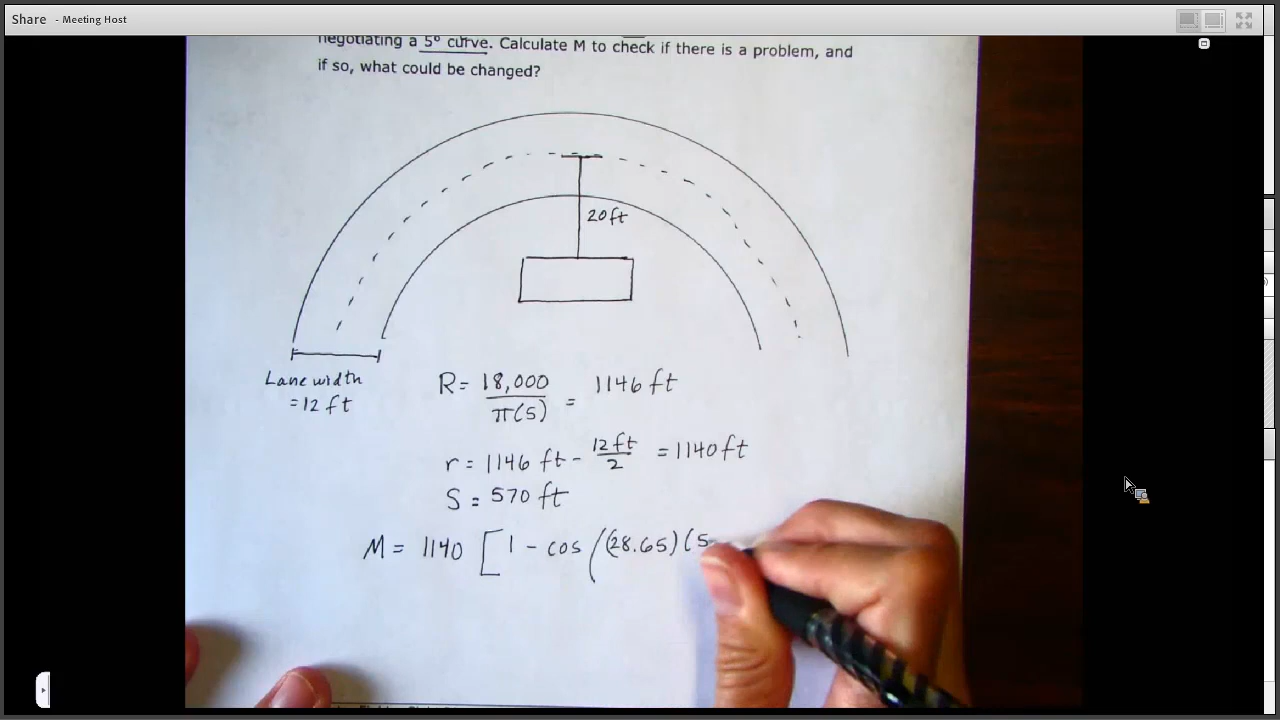 Share - Meeting Host
negotiating a 5° curve. Calculate M to check if there is a problem, and
if so, what could be changed?
20ft
Lane width
=12 ft
R= 18,000 / π(5) = 1146 ft
r = 1146 ft - 12ft / 2 = 1140 ft
S = 570 ft
M = 1140 [ 1 - cos ((28.65)(5